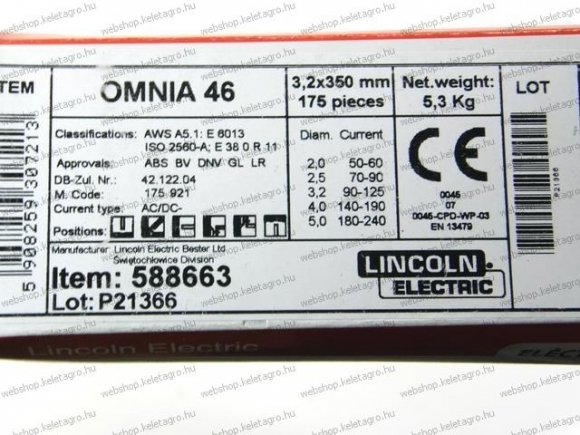 TEM
OMNIA 46
3,2x350 mm
175 pieces
Net.weight:
5,3 Kg
LOT
Classifications: AWS A5.1: E 6013
ISO 2560-A; E 38 0 R 11
Approvals: ABS BV DNV GL LR
DB-Zul. Nr.: 42.122.04
M.: 175 921
Current type: AC/DC-
Positions:
Diam. Current
2,0 50-60
2,5 70-90
3,2 90-125
4,0 140-190
5,0 180-240
CE
0045
07
0045-CPD-WP-03
EN 13479
Manufacturer: Lincoln Electric Bester Ltd.
Swiętochłowice Division
Item: 588663
Lot: P21366
LINCOLN
ELECTRIC
5 908259 307213
P21366
Lincoln Electric
webshop.keletagro.hu